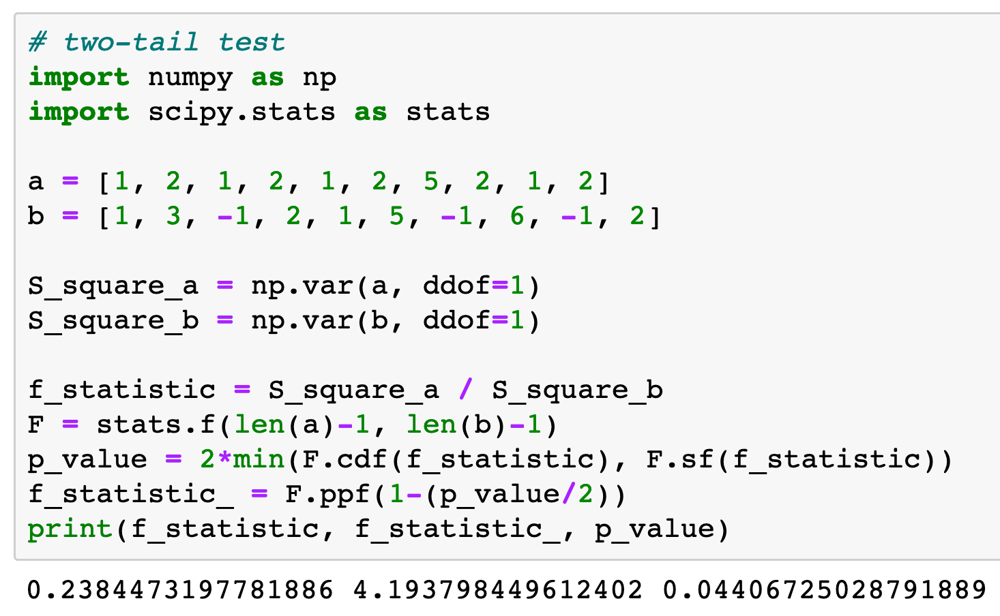 # two-tail test
import numpy as np
import scipy.stats as stats
a = [1, 2, 1, 2, 1, 2, 5, 2, 1, 2]
b = [1, 3, -1, 2, 1, 5, -1, 6, -1, 2]
S_square_a = np.var(a, ddof=1)
S_square_b = np.var(b, ddof=1)
f_statistic = S_square_a / S_square_b
F = stats.f(len(a)-1, len(b)-1)
p_value = 2*min(F.cdf(f_statistic), F.sf(f_statistic))
f_statistic_ = F.ppf(1-(p_value/2))
print(f_statistic, f_statistic_, p_value)
0.2384473197781886 4.193798449612402 0.04406725028791889